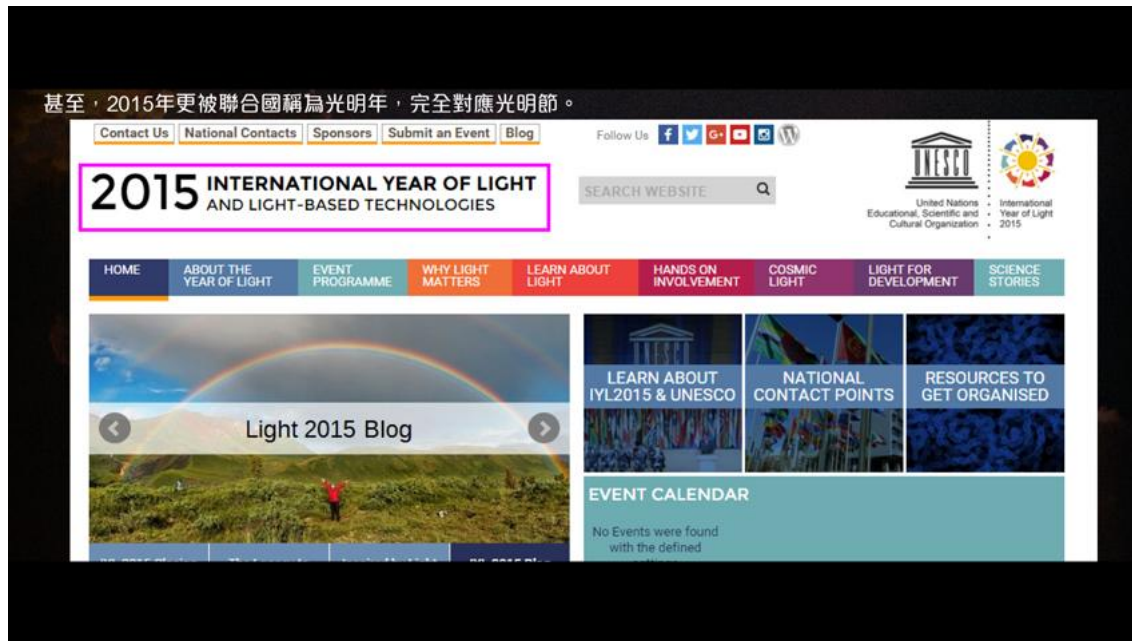 甚至，2015年更被聯合國稱為光明年，完全對應光明節。
Contact Us National Contacts Sponsors Submit an Event Blog
Follow Us
2015 INTERNATIONAL YEAR OF LIGHT
AND LIGHT-BASED TECHNOLOGIES
SEARCH WEBSITE
UNESCO
United Nations
Educational, Scientific and
Cultural Organization
International
Year of Light
2015
HOME
ABOUT THE
YEAR OF LIGHT
EVENT
PROGRAMME
WHY LIGHT
MATTERS
LEARN ABOUT
LIGHT
HANDS ON
INVOLVEMENT
COSMIC
LIGHT
LIGHT FOR
DEVELOPMENT
SCIENCE
STORIES
Light 2015 Blog
LEARN ABOUT
IYL2015 & UNESCO
NATIONAL
CONTACT POINTS
RESOURCES TO
GET ORGANISED
EVENT CALENDAR
No Events were found
with the defined